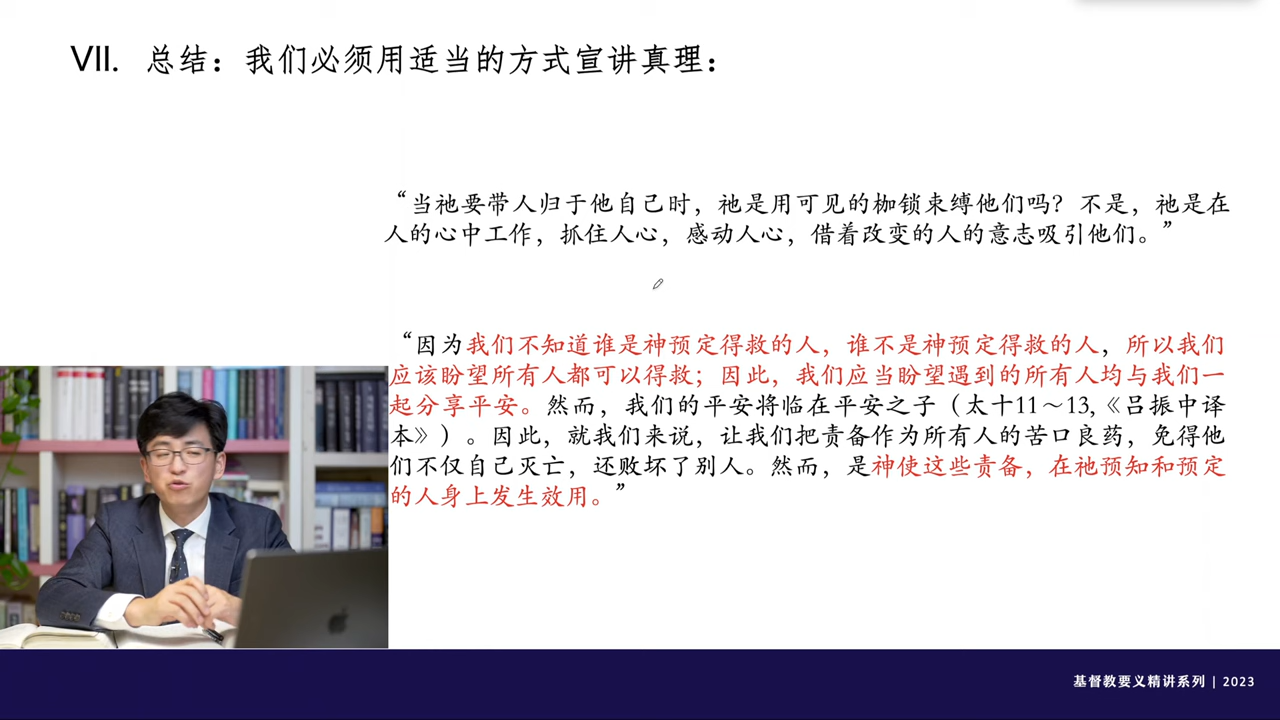 VII. 总结：我们必须用适当的方式宣讲真理：
“当祂要带人归于他自己时，祂是用可见的枷锁束缚他们吗？不是，祂是在
人的心中工作，抓住人心，感动人心，借着改变的人的意志吸引他们。”
“因为我们不知道谁是神预定得救的人，谁不是神预定得救的人，所以我们
应该盼望所有人都可以得救；因此，我们应当盼望遇到的所有人均与我们一
起分享平安。然而，我们的平安将临在平安之子（太十11～13,《吕振中译
本》）。因此，就我们来说，让我们把责备作为所有人的苦口良药，免得他
们不仅自己灭亡，还败坏了别人。然而，是神使这些责备，在祂预知和预定
的人身上发生效用。”
基督教要义精讲系列 | 2023